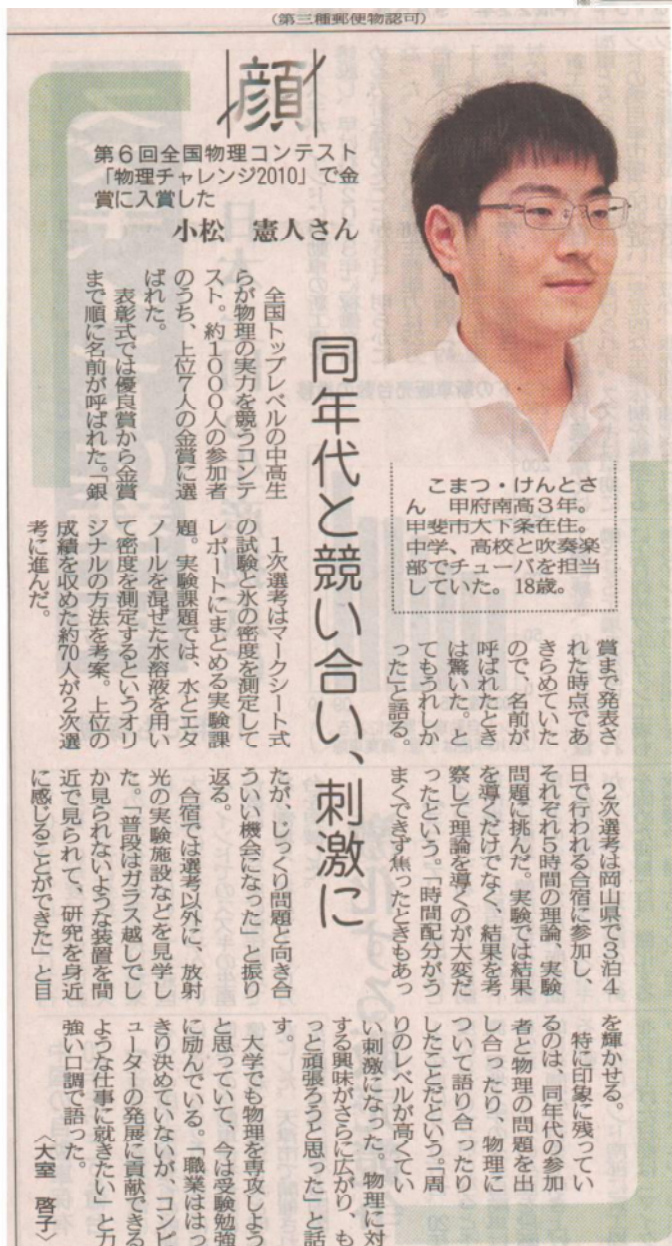 (第三種郵便物認可)
顔
第6回全国物理コンテスト
「物理チャレンジ2010」で金
賞に入賞した
小松 憲人さん
同年代と競い合い、刺激に
こまつ・けんとさ
ん 甲府南高3年。
甲斐市大下条在住。
中学、高校と吹奏楽
部でチューバを担当
していた。18歳。
全国トップレベルの中高生
らが物理の実力を競うコンテ
スト。約1000人の参加者
のうち、上位7人の金賞に選
ばれた。
表彰式では優良賞から金賞
まで順に名前が呼ばれた。「銀
賞まで発表さ
れた時点であ
きらめていた
ので、名前が
呼ばれたとき
は驚いた。と
てもうれしか
った」と語る。
1次選考はマークシート式
の試験と氷の密度を測定して
レポートにまとめる実験課
題。実験課題では、水とエタ
ノールを混ぜた水溶液を用い
て密度を測定するというオリ
ジナルの方法を考案。上位の
成績を収めた約70人が2次選
考に進んだ。
2次選考は岡山県で3泊4
日で行われる合宿に参加し、
それぞれ5時間の理論、実験
問題に挑んだ。実験では結果
を導くだけでなく、結果を考
察して理論を導くのが大変だ
ったという。「時間配分がう
まくできず焦ったときもあっ
たが、じっくり問題と向き合
ういい機会になった」と振り
返る。
合宿では選考以外に、放射
光の実験施設などを見学し
た。「普段はガラス越しでし
か見られないような装置を間
近で見られて、研究を身近
に感じることができた」と目
を輝かせる。
特に印象に残ってい
るのは、同年代の参加
者と物理の問題を出
し合ったり、物理に
ついて語り合ったり
したことだという。「周
りのレベルが高くてい
い刺激になった。物理に対
する興味がさらに広がり、も
っと頑張ろうと思った」と話
す。
大学でも物理を専攻しよう
と思っていて、今は受験勉強
に励んでいる。「職業ははっ
きり決めていないが、コンピ
ューターの発展に貢献できる
ような仕事に就きたい」と力
強い口調で語った。
〈大室 啓子〉